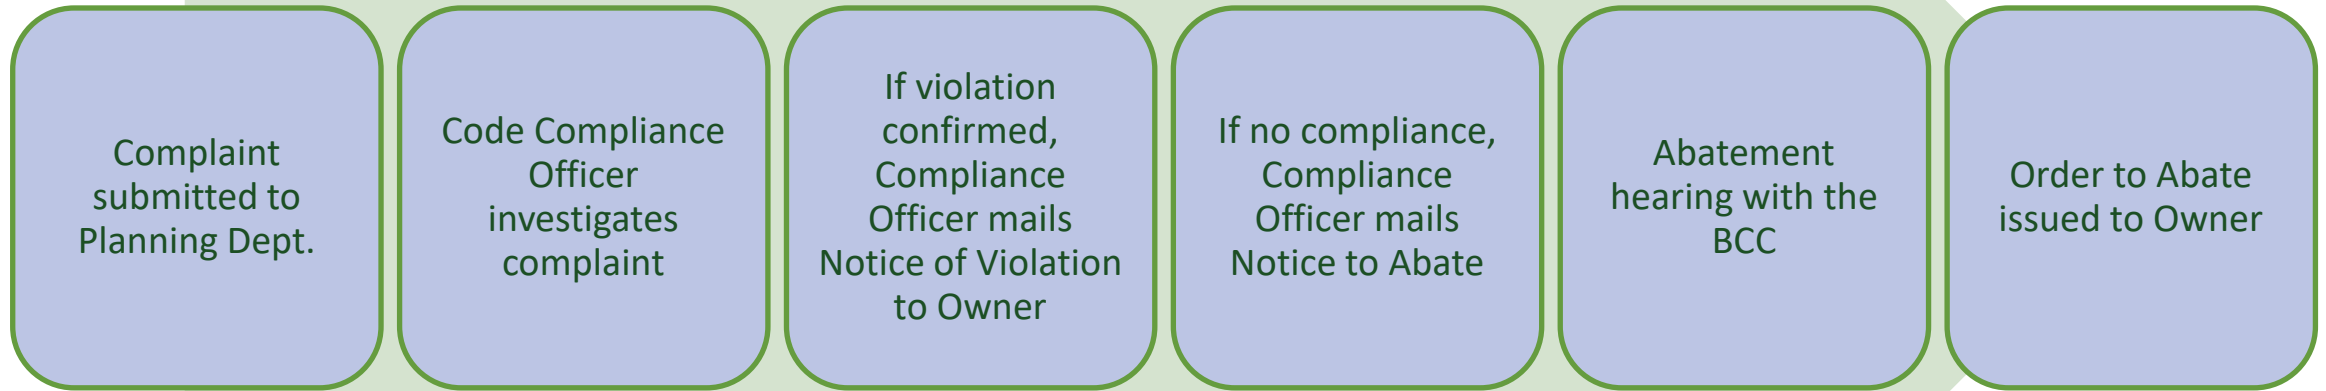 Complaint
submitted to
Planning Dept.
Code Compliance
Officer
investigates
complaint
If violation
confirmed,
Compliance
Officer mails
Notice of Violation
to Owner
If no compliance,
Compliance
Officer mails
Notice to Abate
Abatement
hearing with the
BCC
Order to Abate
issued to Owner